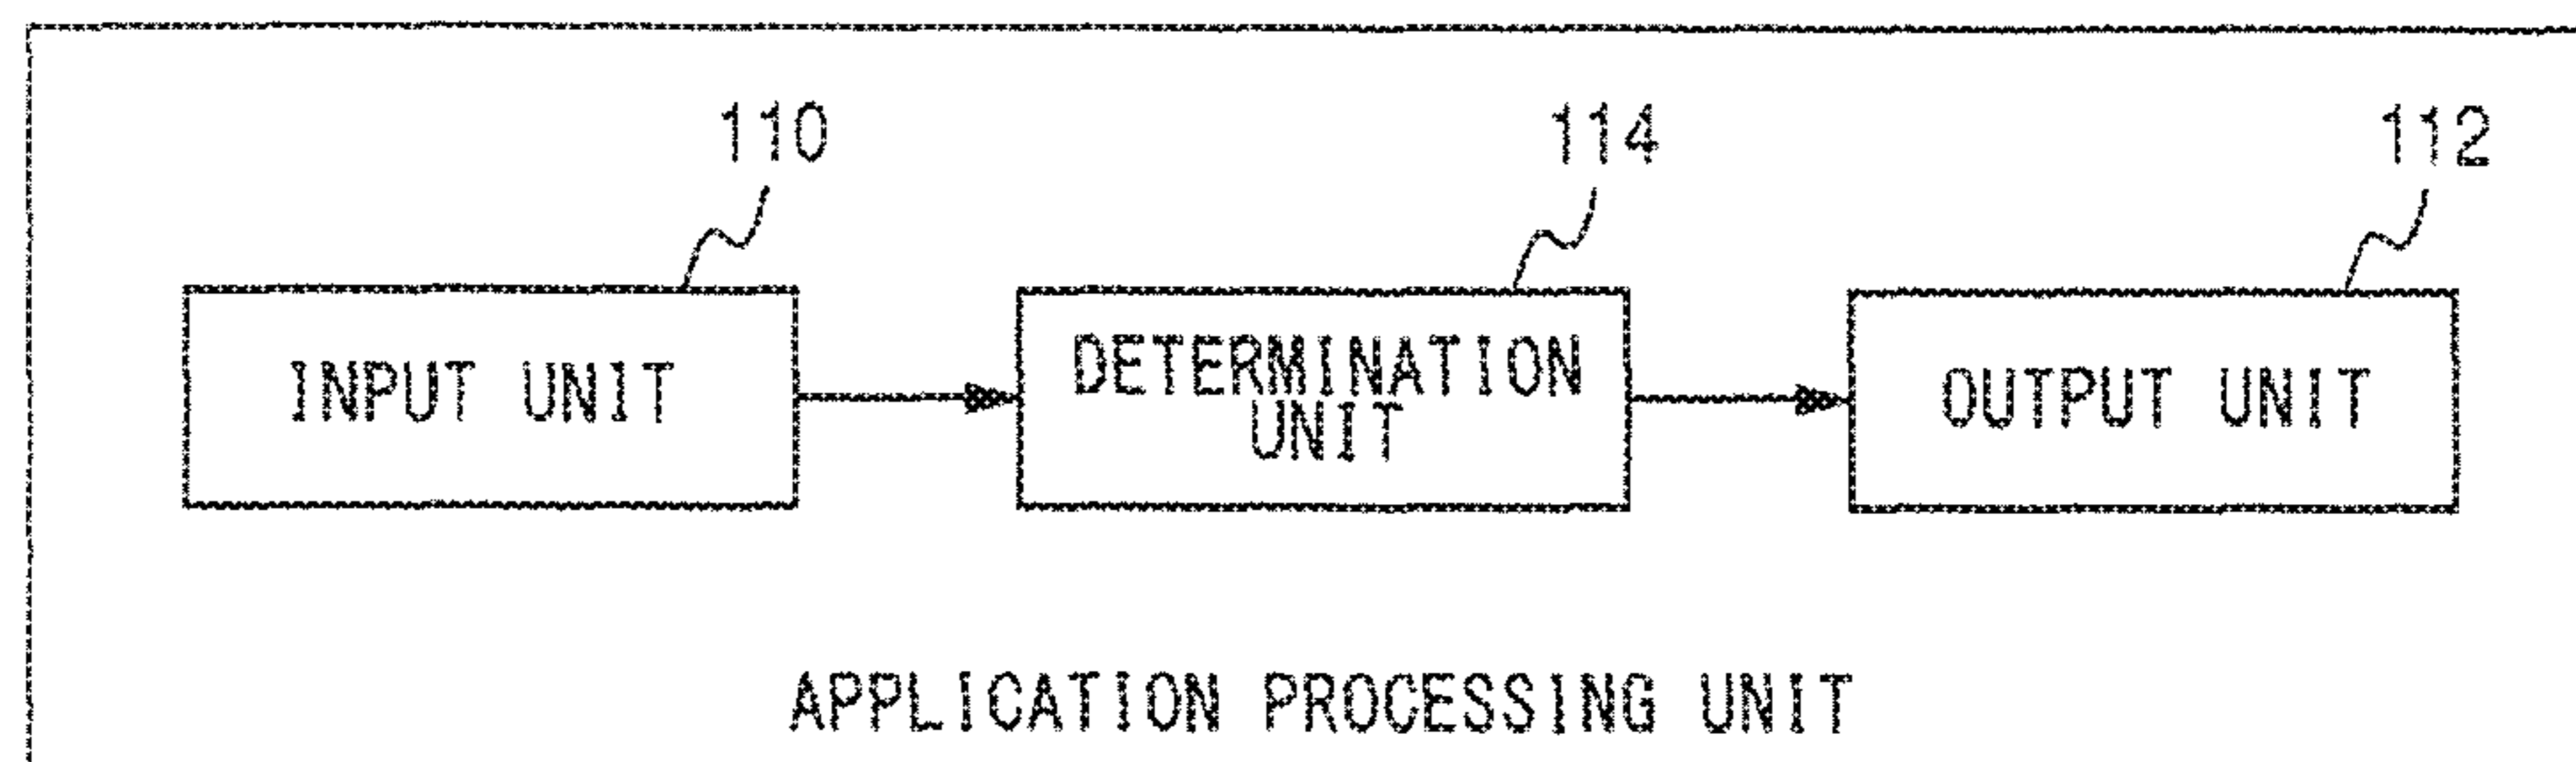 110
114
112
INPUT UNIT
DETERMINATION
UNIT
OUTPUT UNIT
APPLICATION PROCESSING UNIT